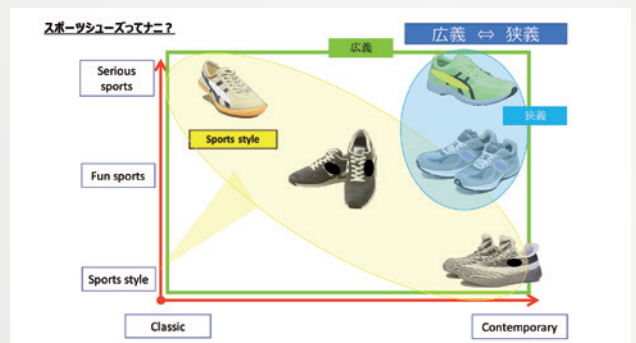 スポーツシューズってナニ？
広義 ⇔ 狭義
広義
Serious
sports
狭義
Sports style
Fun sports
Sports style
Classic
Contemporary